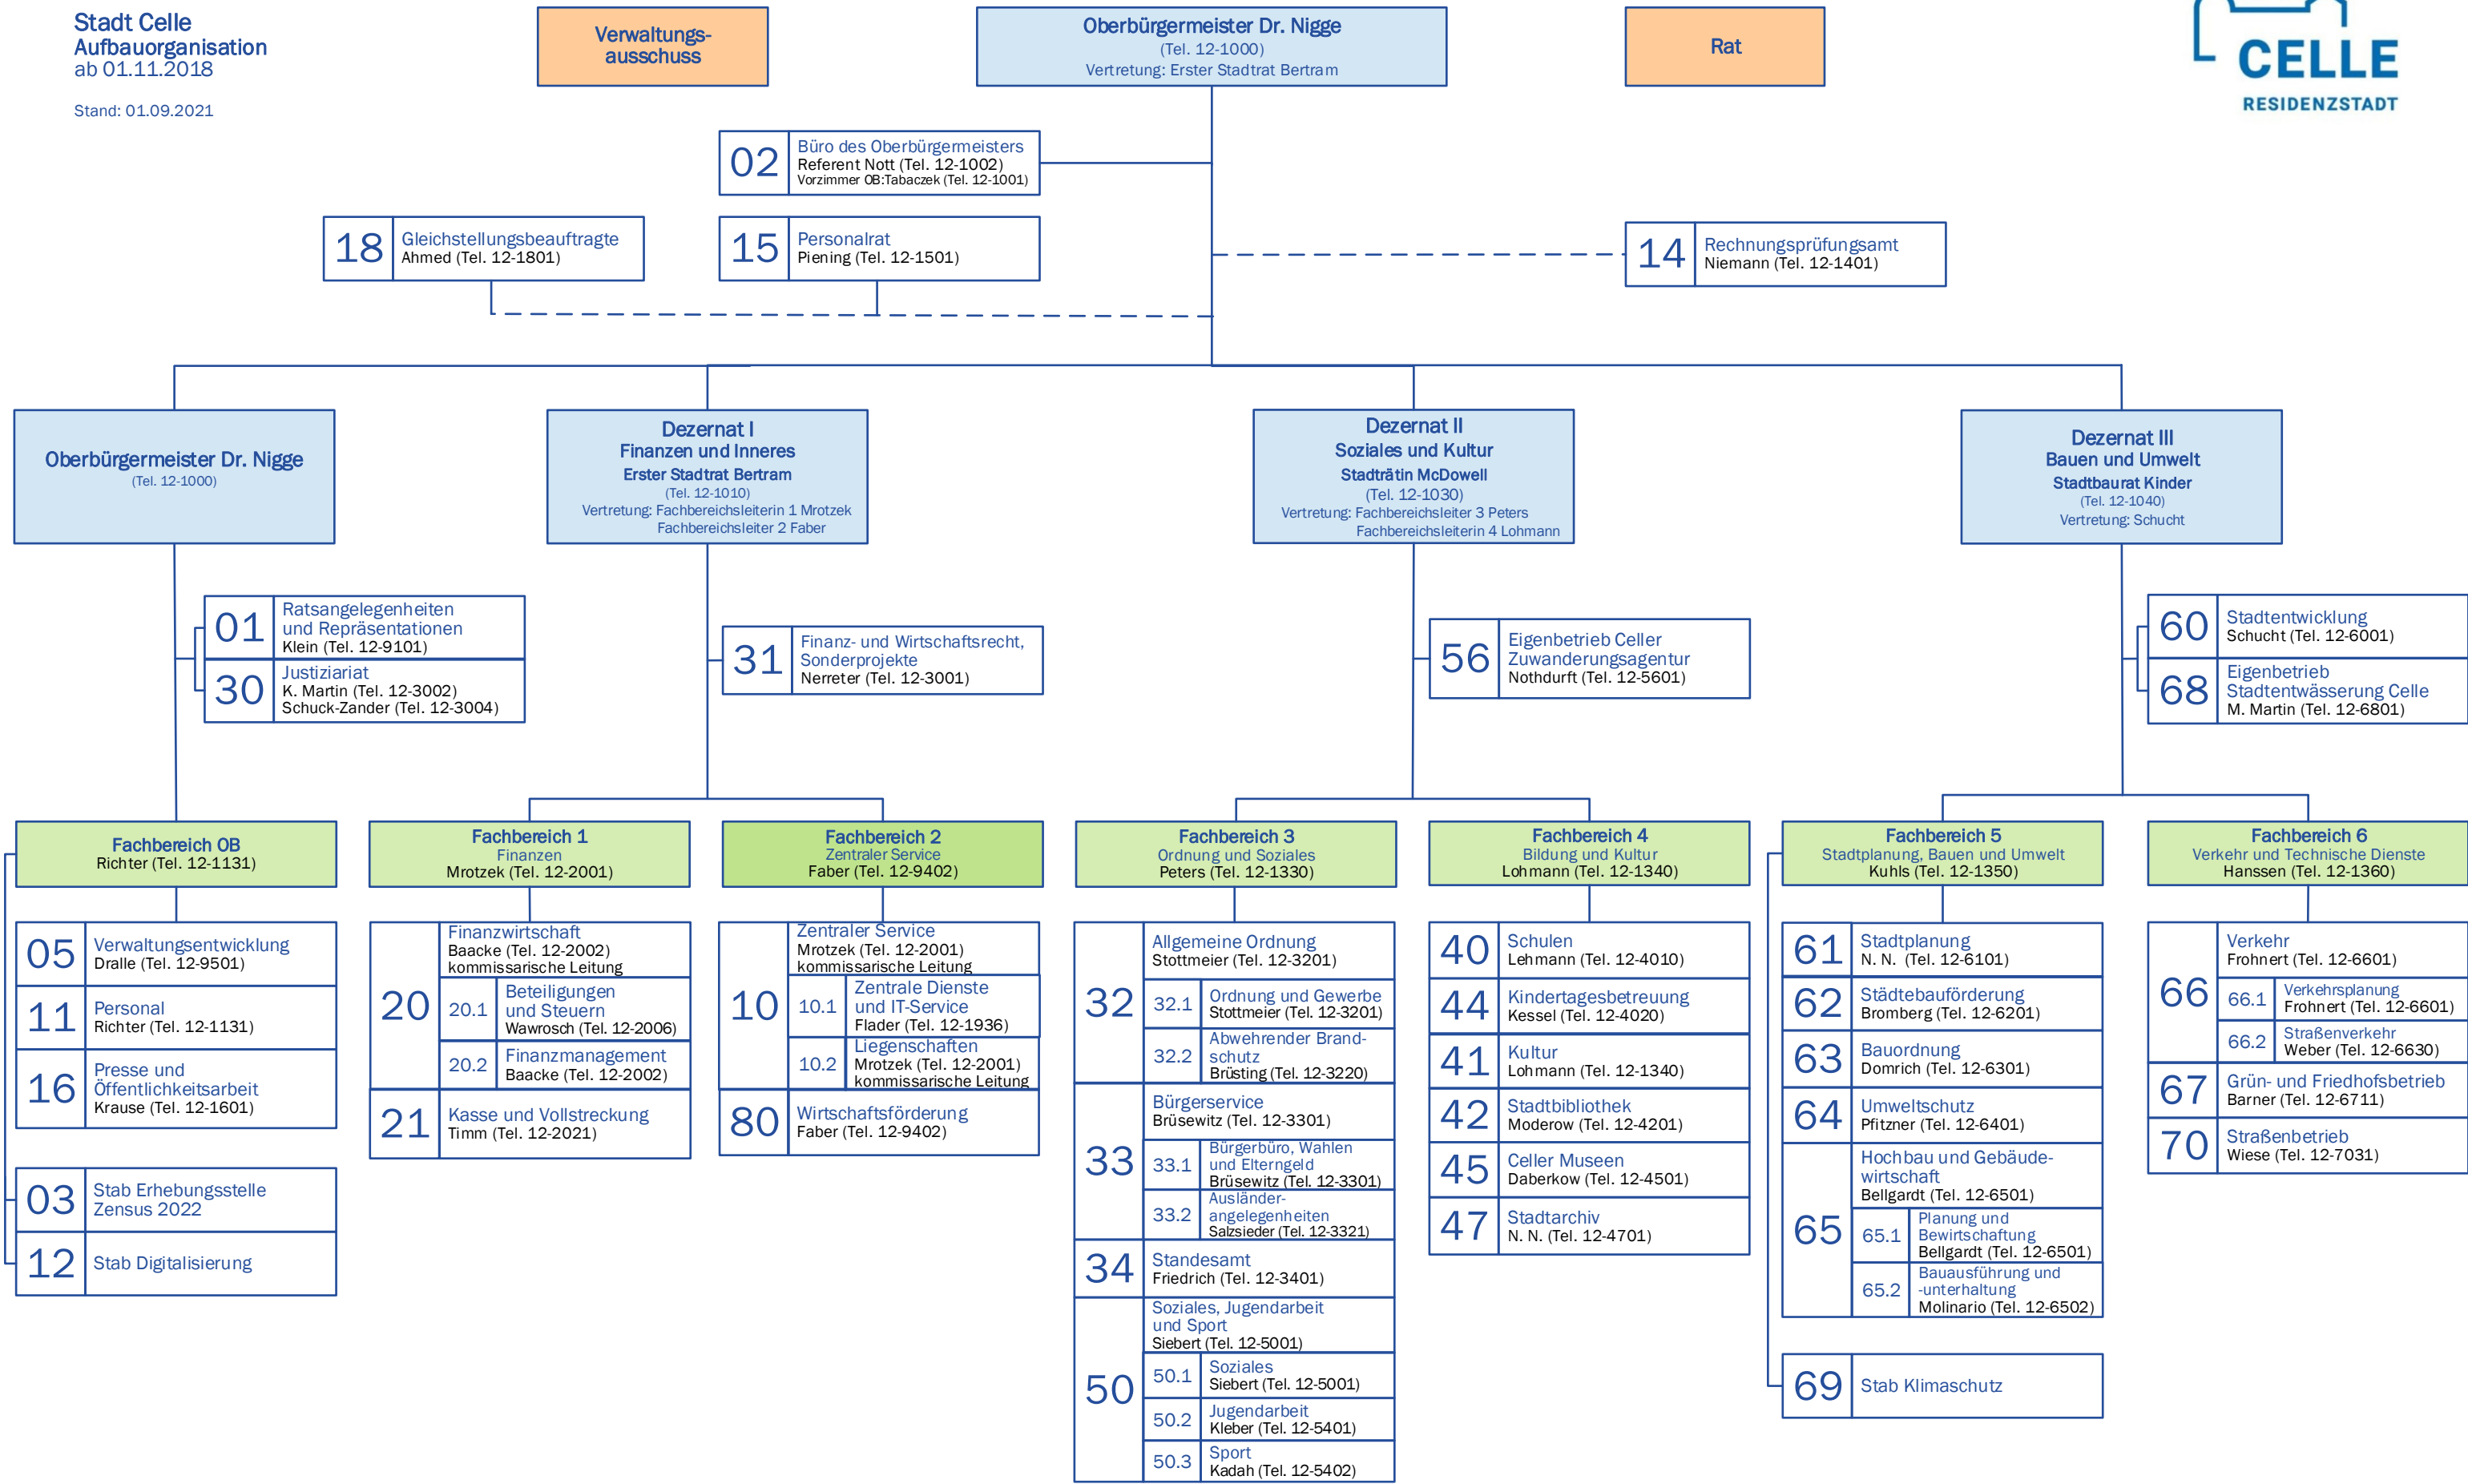 Stadt Celle
Aufbauorganisation
ab 01.11.2018
Stand: 01.09.2021
Verwaltungs-
ausschuss
Oberbürgermeister Dr. Nigge
(Tel. 12-1000)
Vertretung: Erster Stadtrat Bertram
Rat
CELLE
RESIDENZSTADT
02
Büro des Oberbürgermeisters
Referent Nott (Tel. 12-1002)
Vorzimmer OB:Tabaczek (Tel. 12-1001)
18
Gleichstellungsbeauftragte
Ahmed (Tel. 12-1801)
15
Personalrat
Piening (Tel. 12-1501)
14
Rechnungsprüfungsamt
Niemann (Tel. 12-1401)
Oberbürgermeister Dr. Nigge
(Tel. 12-1000)
Dezernat I
Finanzen und Inneres
Erster Stadtrat Bertram
(Tel. 12-1010)
Vertretung: Fachbereichsleiterin 1 Mrotzek
Fachbereichsleiter 2 Faber
Dezernat II
Soziales und Kultur
Stadträtin McDowell
(Tel. 12-1030)
Vertretung: Fachbereichsleiter 3 Peters
Fachbereichsleiterin 4 Lohmann
Dezernat III
Bauen und Umwelt
Stadtbaurat Kinder
(Tel. 12-1040)
Vertretung: Schucht
01
Ratsangelegenheiten
und Repräsentationen
Klein (Tel. 12-9101)
30
Justiziariat
K. Martin (Tel. 12-3002)
Schuck-Zander (Tel. 12-3004)
31
Finanz- und Wirtschaftsrecht,
Sonderprojekte
Nerreter (Tel. 12-3001)
56
Eigenbetrieb Celler
Zuwanderungsagentur
Nothdurft (Tel. 12-5601)
60
Stadtentwicklung
Schucht (Tel. 12-6001)
68
Eigenbetrieb
Stadtentwässerung Celle
M. Martin (Tel. 12-6801)
Fachbereich OB
Richter (Tel. 12-1131)
05
Verwaltungsentwicklung
Dralle (Tel. 12-9501)
11
Personal
Richter (Tel. 12-1131)
16
Presse und
Öffentlichkeitsarbeit
Krause (Tel. 12-1601)
03
Stab Erhebungsstelle
Zensus 2022
12
Stab Digitalisierung
Fachbereich 1
Finanzen
Mrotzek (Tel. 12-2001)
20
Finanzwirtschaft
Baacke (Tel. 12-2002)
kommissarische Leitung
20.1
Beteiligungen
und Steuern
Wawrosch (Tel. 12-2006)
20.2
Finanzmanagement
Baacke (Tel. 12-2002)
21
Kasse und Vollstreckung
Timm (Tel. 12-2021)
Fachbereich 2
Zentraler Service
Faber (Tel. 12-9402)
10
Zentraler Service
Mrotzek (Tel. 12-2001)
kommissarische Leitung
10.1
Zentrale Dienste
und IT-Service
Flader (Tel. 12-1936)
10.2
Liegenschaften
Mrotzek (Tel. 12-2001)
kommissarische Leitung
80
Wirtschaftsförderung
Faber (Tel. 12-9402)
Fachbereich 3
Ordnung und Soziales
Peters (Tel. 12-1330)
32
Allgemeine Ordnung
Stottmeier (Tel. 12-3201)
32.1
Ordnung und Gewerbe
Stottmeier (Tel. 12-3201)
32.2
Abwehrender Brand-
schutz
Brüsting (Tel. 12-3220)
33
Bürgerservice
Brüsewitz (Tel. 12-3301)
33.1
Bürgerbüro, Wahlen
und Elterngeld
Brüsewitz (Tel. 12-3301)
33.2
Ausländer-
angelegenheiten
Salzsieder (Tel. 12-3321)
34
Standesamt
Friedrich (Tel. 12-3401)
50
Soziales, Jugendarbeit
und Sport
Siebert (Tel. 12-5001)
50.1
Soziales
Siebert (Tel. 12-5001)
50.2
Jugendarbeit
Kleber (Tel. 12-5401)
50.3
Sport
Kadah (Tel. 12-5402)
Fachbereich 4
Bildung und Kultur
Lohmann (Tel. 12-1340)
40
Schulen
Lehmann (Tel. 12-4010)
44
Kindertagesbetreuung
Kessel (Tel. 12-4020)
41
Kultur
Lohmann (Tel. 12-1340)
42
Stadtbibliothek
Moderow (Tel. 12-4201)
45
Celler Museen
Daberkow (Tel. 12-4501)
47
Stadtarchiv
N. N. (Tel. 12-4701)
Fachbereich 5
Stadtplanung, Bauen und Umwelt
Kuhls (Tel. 12-1350)
61
Stadtplanung
N. N. (Tel. 12-6101)
62
Städtebauförderung
Bromberg (Tel. 12-6201)
63
Bauordnung
Domrich (Tel. 12-6301)
64
Umweltschutz
Pfitzner (Tel. 12-6401)
65
Hochbau und Gebäude-
wirtschaft
Bellgardt (Tel. 12-6501)
65.1
Planung und
Bewirtschaftung
Bellgardt (Tel. 12-6501)
65.2
Bauausführung und
-unterhaltung
Molinario (Tel. 12-6502)
69
Stab Klimaschutz
Fachbereich 6
Verkehr und Technische Dienste
Hanssen (Tel. 12-1360)
66
Verkehr
Frohnert (Tel. 12-6601)
66.1
Verkehrsplanung
Frohnert (Tel. 12-6601)
66.2
Straßenverkehr
Weber (Tel. 12-6630)
67
Grün- und Friedhofsbetrieb
Barner (Tel. 12-6711)
70
Straßenbetrieb
Wiese (Tel. 12-7031)